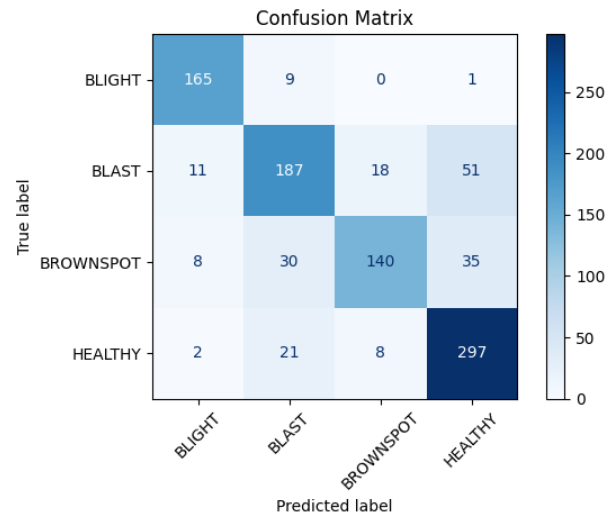 Confusion Matrix
BLIGHT 165 9 0 1
BLAST 11 187 18 51
BROWNSPOT 8 30 140 35
HEALTHY 2 21 8 297
BLIGHT BLAST BROWNSPOT HEALTHY
Predicted label
True label
250
200
150
100
50
0